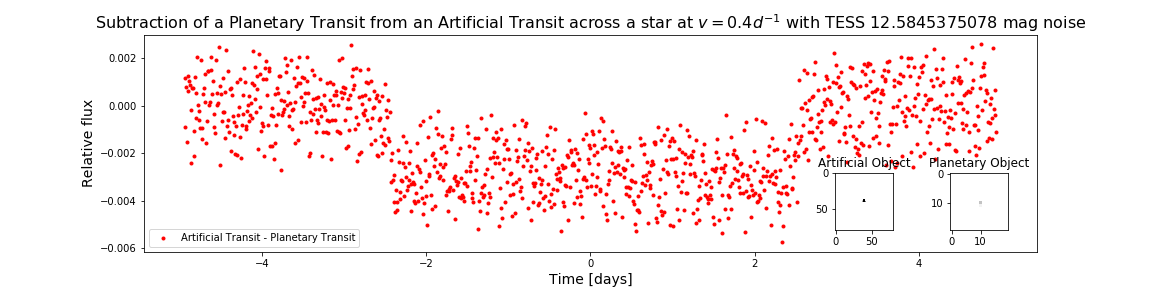 Subtraction of a Planetary Transit from an Artificial Transit across a star at v = 0.4d⁻¹ with TESS 12.5845375078 mag noise
Relative flux
0.002
0.000
−0.002
−0.004
−0.006
Artificial Transit - Planetary Transit
Artificial Object
0
50
0 50
Planetary Object
0
10
0 10
−4 −2 0 2 4
Time [days]